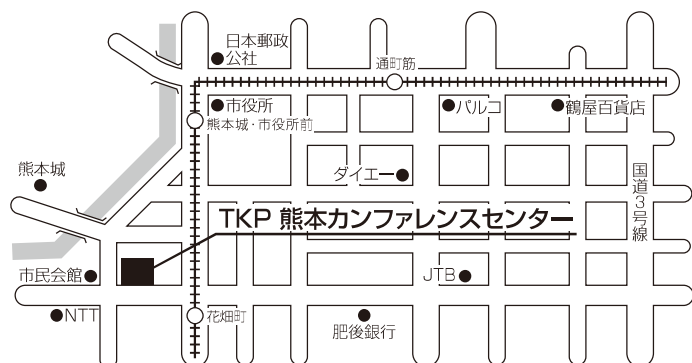 日本郵政
公社
通町筋
市役所
パルコ
鶴屋百貨店
熊本城・市役所前
熊本城
ダイエー
国道3号線
TKP 熊本カンファレンスセンター
市民会館
JTB
NTT
花畑町
肥後銀行